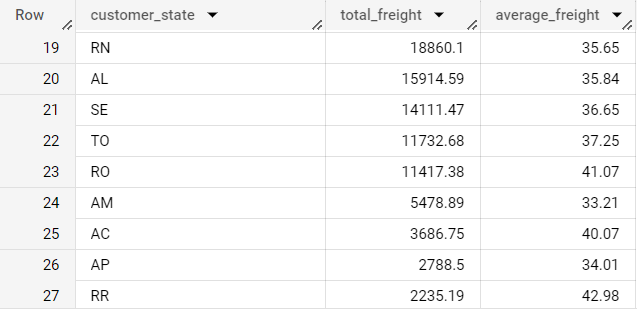 Row customer_state total_freight average_freight
19 RN 18860.1 35.65
20 AL 15914.59 35.84
21 SE 14111.47 36.65
22 TO 11732.68 37.25
23 RO 11417.38 41.07
24 AM 5478.89 33.21
25 AC 3686.75 40.07
26 AP 2788.5 34.01
27 RR 2235.19 42.98